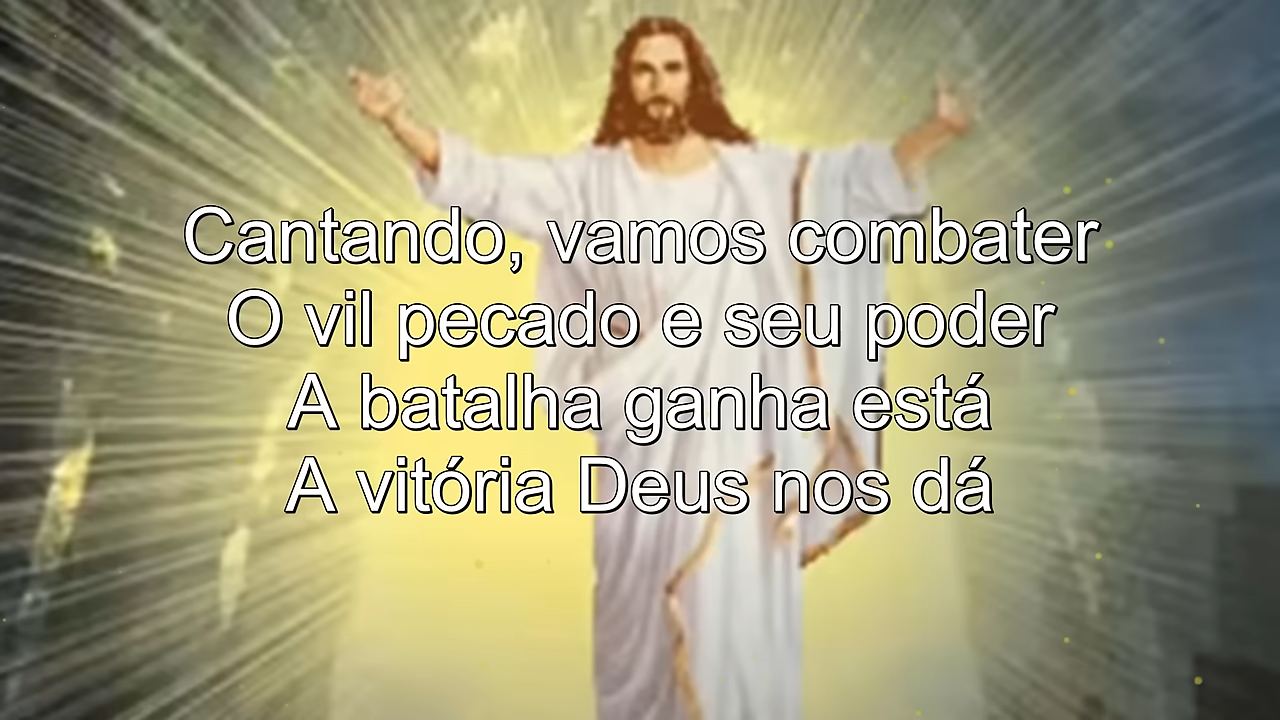 Cantando, vamos combater
O vil pecado e seu poder
A batalha ganha está
A vitória Deus nos dá